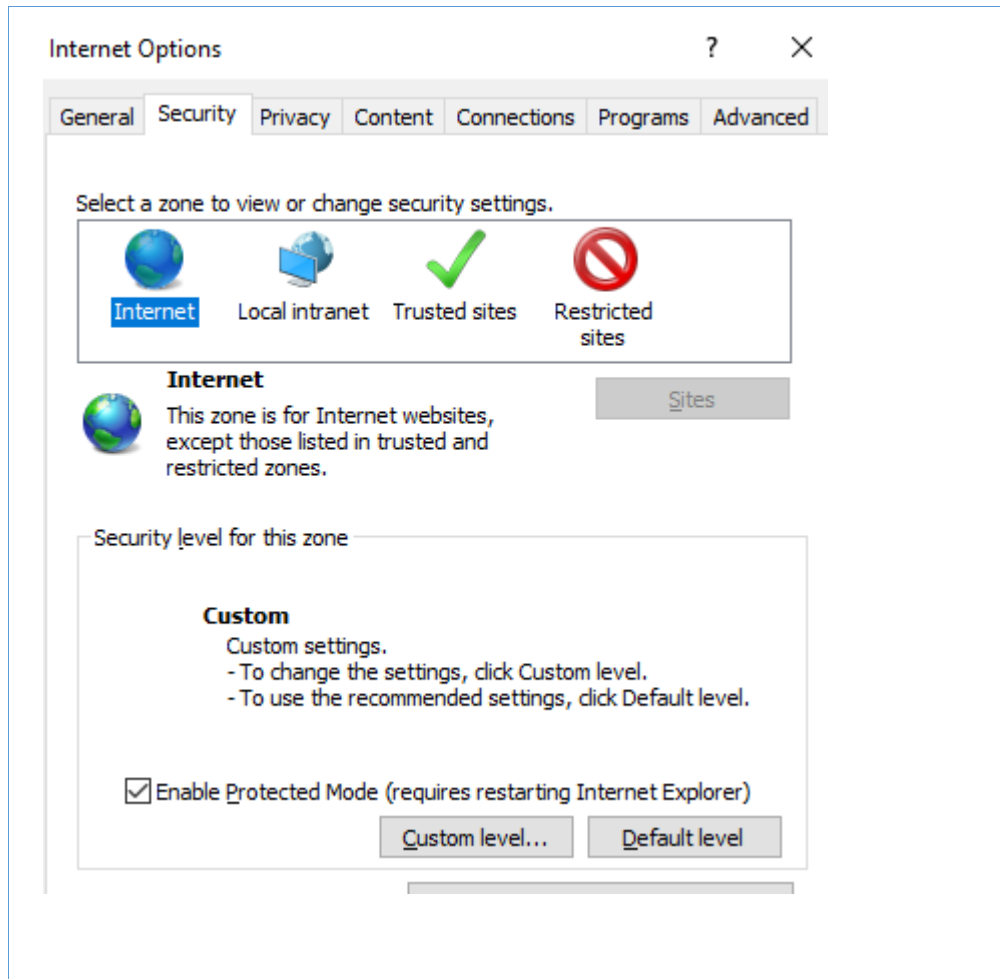 Internet Options ?
General Security Privacy Content Connections Programs Advanced
Select a zone to view or change security settings.
Internet Local intranet Trusted sites Restricted
sites
Internet
Sites
This zone is for Internet websites,
except those listed in trusted and
restricted zones.
Security level for this zone
Custom
Custom settings.
- To change the settings, click Custom level.
- To use the recommended settings, click Default level.
Enable Protected Mode (requires restarting Internet Explorer)
Custom level... Default level